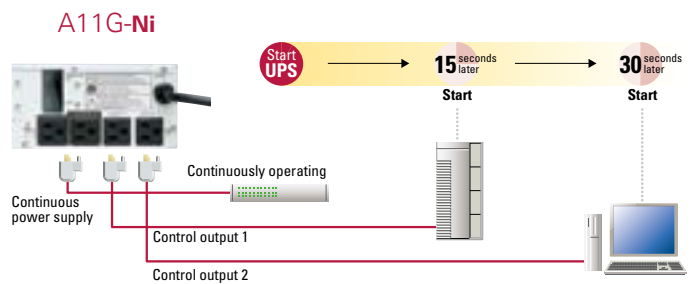 A11G-Ni
Start
UPS
15 seconds
later
Start
30 seconds
later
Start
Continuously operating
Continuous
power supply
Control output 1
Control output 2